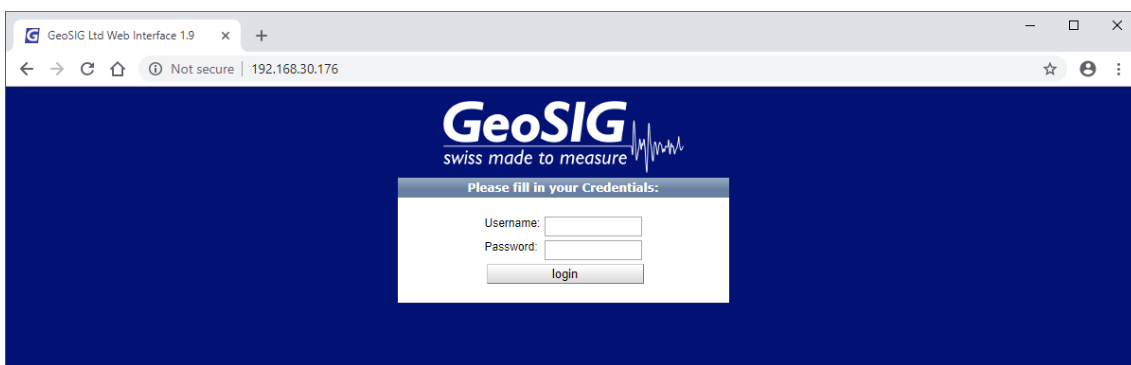 GeoSIG Ltd Web Interface 1.9
Not secure | 192.168.30.176
GeoSIG
swiss made to measure
Please fill in your Credentials:
Username:
Password:
login